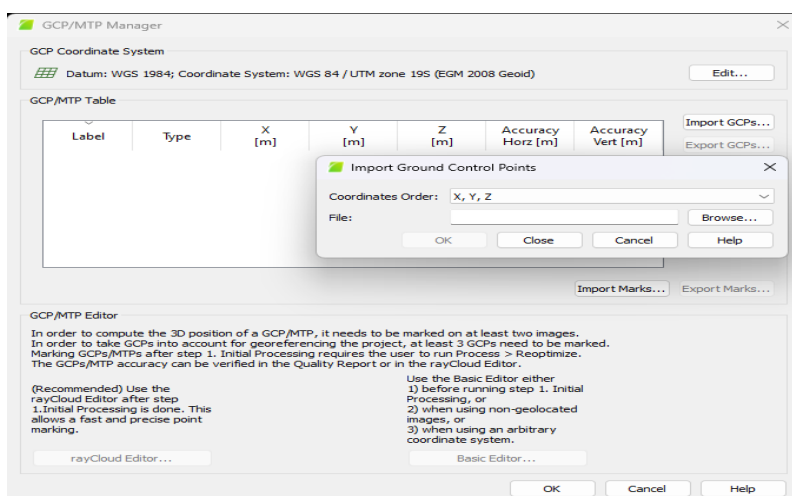 GCP/MTP Manager
GCP Coordinate System
Datum: WGS 1984; Coordinate System: WGS 84 / UTM zone 19S (EGM 2008 Geoid)
Edit...
GCP/MTP Table
Label
Type
X
[m]
Y
[m]
Z
[m]
Accuracy
Horz [m]
Accuracy
Vert [m]
Import GCPs...
Export GCPs...
Import Ground Control Points
Coordinates Order:
X, Y, Z
File:
Browse...
OK
Close
Cancel
Help
Import Marks...
Export Marks...
GCP/MTP Editor
In order to compute the 3D position of a GCP/MTP, it needs to be marked on at least two images.
In order to take GCPs into account for georeferencing the project, at least 3 GCPs need to be marked.
Marking GCPs/MTPs after step 1. Initial Processing requires the user to run Process > Reoptimize.
The GCPs/MTP accuracy can be verified in the Quality Report or in the rayCloud Editor.
(Recommended) Use the
rayCloud Editor after step
1.Initial Processing is done. This
allows a fast and precise point
marking.
rayCloud Editor...
Use the Basic Editor either
1) before running step 1. Initial
Processing, or
2) when using non-geolocated
images, or
3) when using an arbitrary
coordinate system.
Basic Editor...
OK
Cancel
Help